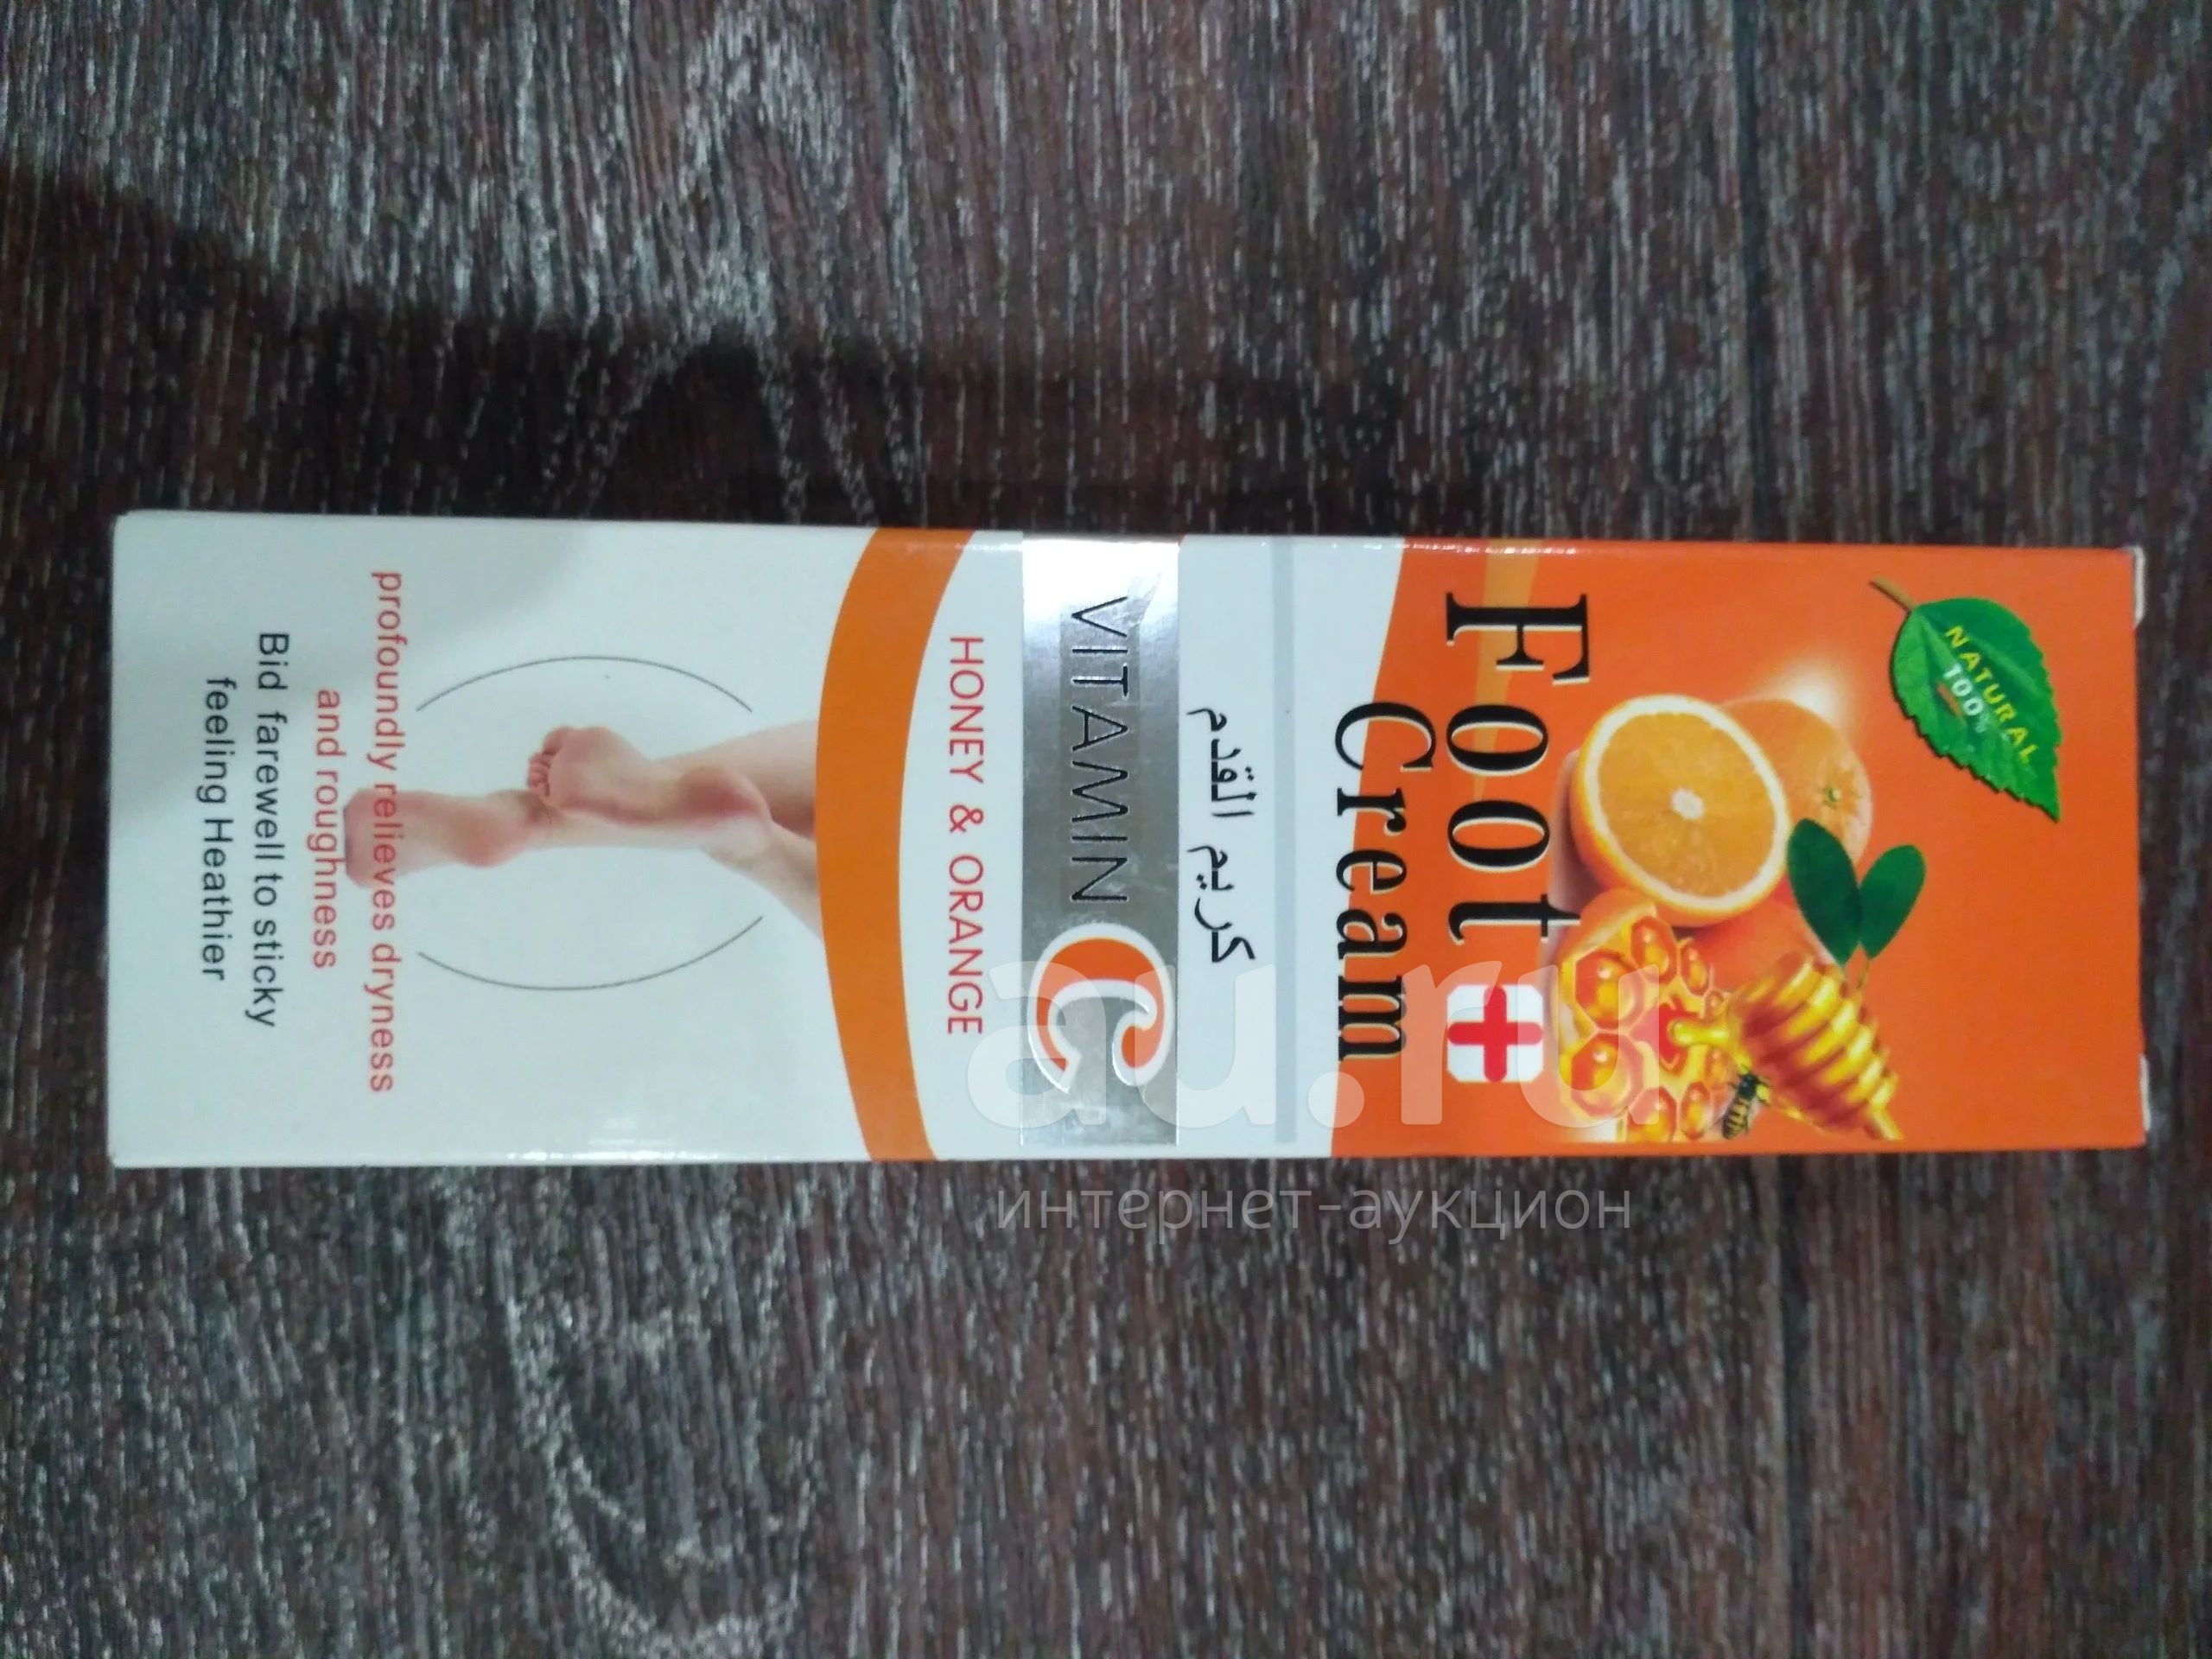 NATURAL
100%
Foot
Cream
كريم القدم
VITAMIN C
HONEY & ORANGE
profoundly relieves dryness
and roughness
Bid farewell to sticky
feeling Heathier
au.ru
интернет-аукцион